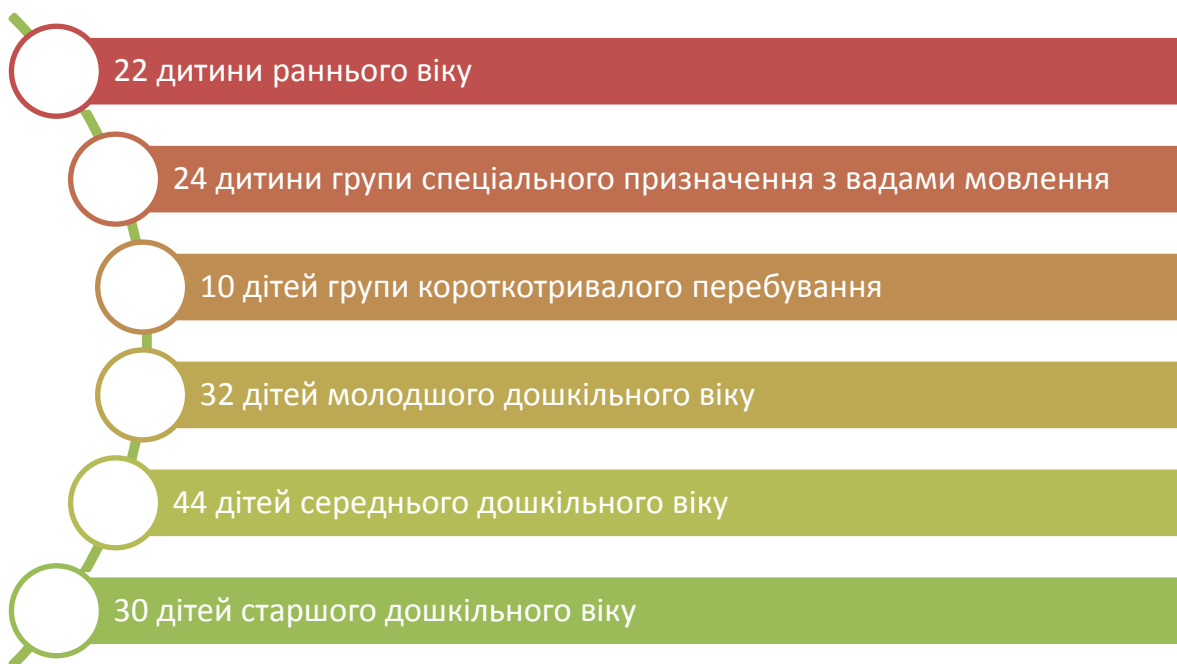 22 дитини раннього віку
24 дитини групи спеціального призначення з вадами мовлення
10 дітей групи короткотривалого перебування
32 дітей молодшого дошкільного віку
44 дітей середнього дошкільного віку
30 дітей старшого дошкільного віку